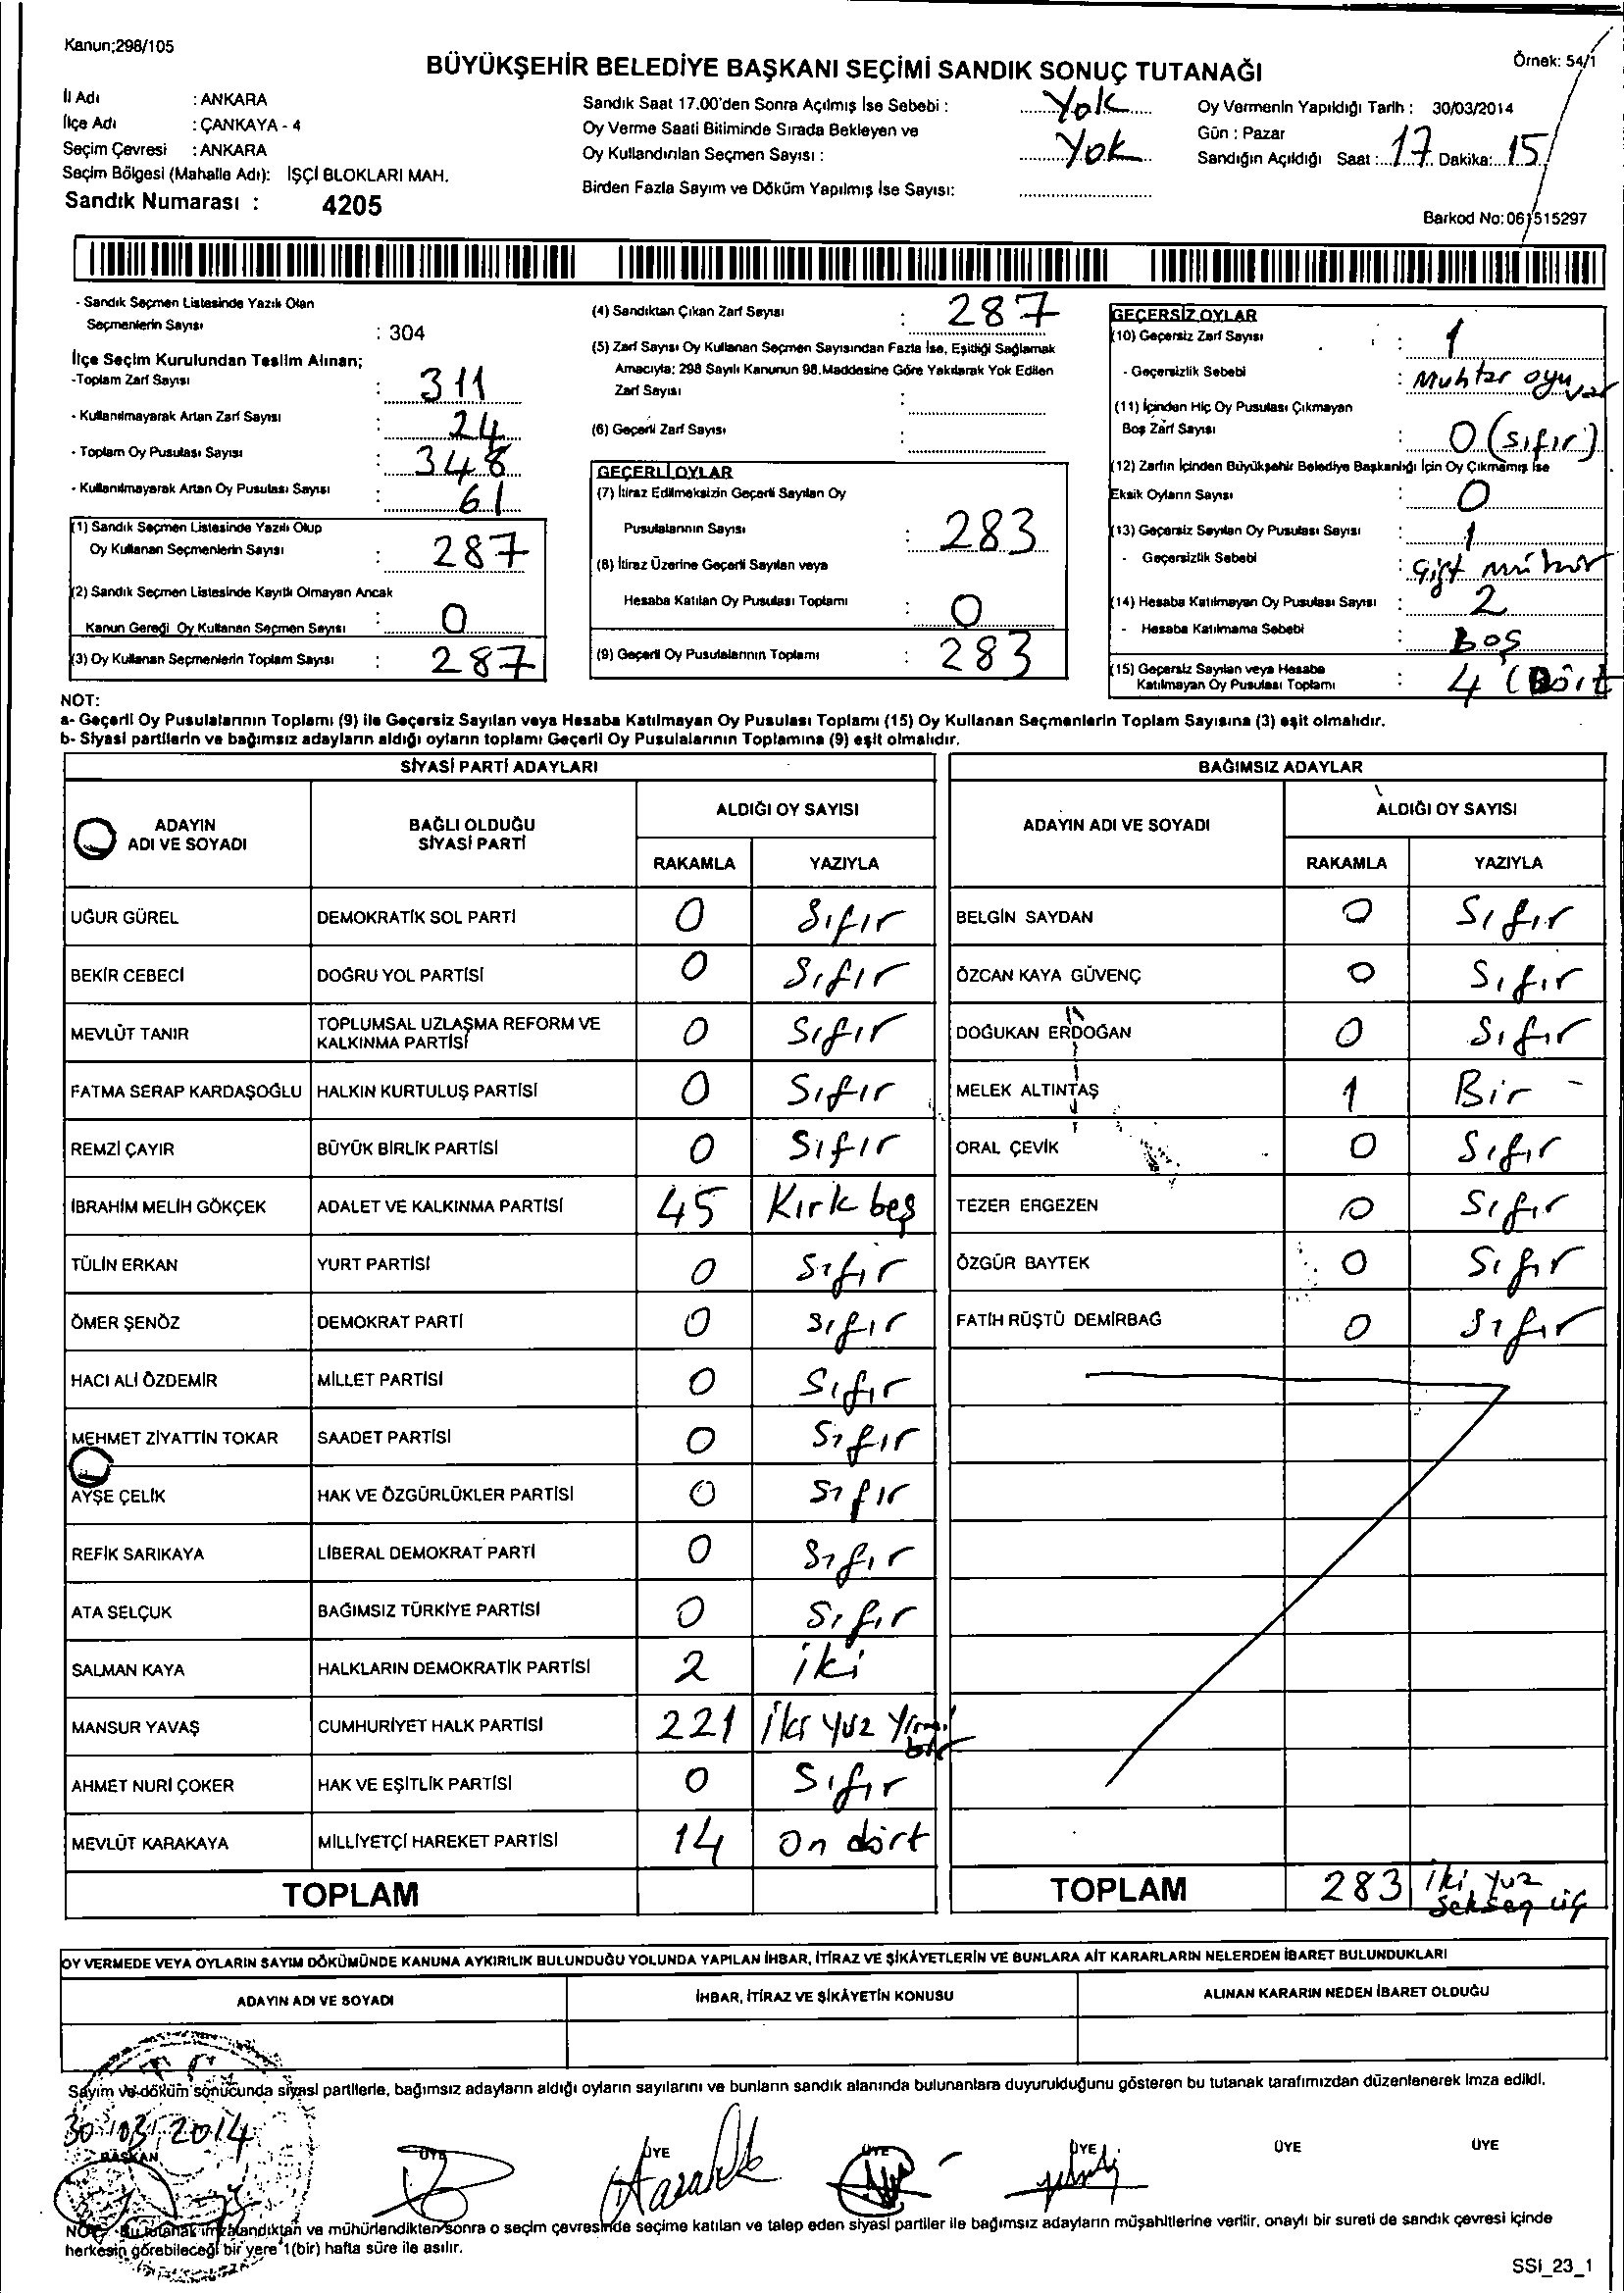 Kanun;298/105
BÜYÜKŞEHİR BELEDİYE BAŞKANI SEÇİMİ SANDIK SONUÇ TUTANAĞI
Örnek: 54/1
İl Adı : ANKARA
İlçe Adı : ÇANKAYA - 4
Seçim Çevresi : ANKARA
Seçim Bölgesi (Mahalle Adı): İŞÇİ BLOKLARI MAH.
Sandık Numarası : 4205
Sandık Saat 17.00'den Sonra Açılmış İse Sebebi : Yok
Oy Verme Saati Bitiminde Sırada Bekleyen ve
Oy Kullandırılan Seçmen Sayısı : Yok
Birden Fazla Sayım ve Döküm Yapılmış İse Sayısı:
Oy Vermenin Yapıldığı Tarih : 30/03/2014
Gün : Pazar
Sandığın Açıldığı Saat : 17 Dakika: 15
Barkod No: 061515297
- Sandık Seçmen Listesinde Yazılı Olan
Seçmenlerin Sayısı : 304
İlçe Seçim Kurulundan Teslim Alınan;
-Toplam Zarf Sayısı : 311
- Kullanılmayarak Artan Zarf Sayısı : 24
- Toplam Oy Pusulası Sayısı : 348
- Kullanılmayarak Artan Oy Pusulası Sayısı : 61
(1) Sandık Seçmen Listesinde Yazılı Olup
Oy Kullanan Seçmenlerin Sayısı : 287
(2) Sandık Seçmen Listesinde Kayıtlı Olmayan Ancak
Kanun Gereği Oy Kullanan Seçmen Sayısı : 0
(3) Oy Kullanan Seçmenlerin Toplam Sayısı : 287
(4) Sandıktan Çıkan Zarf Sayısı : 287
(5) Zarf Sayısı Oy Kullanan Seçmen Sayısından Fazla İse, Eşitliği Sağlamak
Amacıyla: 298 Sayılı Kanunun 98.Maddesine Göre Yakılarak Yok Edilen
Zarf Sayısı :
(6) Geçerli Zarf Sayısı :
GEÇERLİ OYLAR
(7) İtiraz Edilmeksizin Geçerli Sayılan Oy
Pusulalarının Sayısı : 283
(8) İtiraz Üzerine Geçerli Sayılan veya
Hesaba Katılan Oy Pusulası Toplamı : 0
(9) Geçerli Oy Pusulalarının Toplamı : 283
GEÇERSİZ OYLAR
(10) Geçersiz Zarf Sayısı : 1
- Geçersizlik Sebebi : Muhtar oyu var
(11) İçinden Hiç Oy Pusulası Çıkmayan
Boş Zarf Sayısı : 0 (sıfır)
(12) Zarfın İçinden Büyükşehir Belediye Başkanlığı İçin Oy Çıkmamış İse
Eksik Oyların Sayısı : 0
(13) Geçersiz Sayılan Oy Pusulası Sayısı : 1
- Geçersizlik Sebebi : Çift mühür
(14) Hesaba Katılmayan Oy Pusulası Sayısı : 2
- Hesaba Katılmama Sebebi : Boş
(15) Geçersiz Sayılan veya Hesaba
Katılmayan Oy Pusulası Toplamı : 4 (Dört
NOT:
a- Geçerli Oy Pusulalarının Toplamı (9) ile Geçersiz Sayılan veya Hesaba Katılmayan Oy Pusulası Toplamı (15) Oy Kullanan Seçmenlerin Toplam Sayısına (3) eşit olmalıdır.
b- Siyasi partilerin ve bağımsız adayların aldığı oyların toplamı Geçerli Oy Pusulalarının Toplamına (9) eşit olmalıdır.
SİYASİ PARTİ ADAYLARI
ADAYIN ADI VE SOYADI
BAĞLI OLDUĞU SİYASİ PARTİ
ALDIĞI OY SAYISI
RAKAMLA YAZIYLA
UĞUR GÜREL DEMOKRATİK SOL PARTİ 0 Sıfır
BEKİR CEBECİ DOĞRU YOL PARTİSİ 0 Sıfır
MEVLÜT TANIR TOPLUMSAL UZLAŞMA REFORM VE KALKINMA PARTİSİ 0 Sıfır
FATMA SERAP KARDAŞOĞLU HALKIN KURTULUŞ PARTİSİ 0 Sıfır
REMZİ ÇAYIR BÜYÜK BİRLİK PARTİSİ 0 Sıfır
İBRAHİM MELİH GÖKÇEK ADALET VE KALKINMA PARTİSİ 45 Kırk beş
TÜLİN ERKAN YURT PARTİSİ 0 Sıfır
ÖMER ŞENÖZ DEMOKRAT PARTİ 0 Sıfır
HACI ALİ ÖZDEMİR MİLLET PARTİSİ 0 Sıfır
MEHMET ZİYATTİN TOKAR SAADET PARTİSİ 0 Sıfır
AYŞE ÇELİK HAK VE ÖZGÜRLÜKLER PARTİSİ 0 Sıfır
REFİK SARIKAYA LİBERAL DEMOKRAT PARTİ 0 Sıfır
ATA SELÇUK BAĞIMSIZ TÜRKİYE PARTİSİ 0 Sıfır
SALMAN KAYA HALKLARIN DEMOKRATİK PARTİSİ 2 iki
MANSUR YAVAŞ CUMHURİYET HALK PARTİSİ 221 iki yuz yirmi bir
AHMET NURİ ÇOKER HAK VE EŞİTLİK PARTİSİ 0 Sıfır
MEVLÜT KARAKAYA MİLLİYETÇİ HAREKET PARTİSİ 14 On dört
TOPLAM
BAĞIMSIZ ADAYLAR
ADAYIN ADI VE SOYADI
ALDIĞI OY SAYISI
RAKAMLA YAZIYLA
BELGİN SAYDAN 0 Sıfır
ÖZCAN KAYA GÜVENÇ 0 Sıfır
DOĞUKAN ERDOĞAN 0 Sıfır
MELEK ALTINTAŞ 1 Bir
ORAL ÇEVİK 0 Sıfır
TEZER ERGEZEN 0 Sıfır
ÖZGÜR BAYTEK 0 Sıfır
FATİH RÜŞTÜ DEMİRBAĞ 0 Sıfır
TOPLAM 283 iki yuz seksen üç
OY VERMEDE VEYA OYLARIN SAYIM DÖKÜMÜNDE KANUNA AYKIRILIK BULUNDUĞU YOLUNDA YAPILAN İHBAR, İTİRAZ VE ŞİKÂYETLERİN VE BUNLARA AİT KARARLARIN NELERDEN İBARET BULUNDUKLARI
ADAYIN ADI VE SOYADI İHBAR, İTİRAZ VE ŞİKÂYETİN KONUSU ALINAN KARARIN NEDEN İBARET OLDUĞU
Sayım ve döküm sonucunda siyasi partilerle, bağımsız adayların aldığı oyların sayılarını ve bunların sandık alanında bulunanlara duyurulduğunu gösteren bu tutanak tarafımızdan düzenlenerek imza edildi.
30/03/2014
BAŞKAN ÜYE ÜYE ÜYE ÜYE ÜYE ÜYE
NOT: Bu tutanak imzalandıktan ve mühürlendikten sonra o seçim çevresinde seçime katılan ve talep eden siyasi partiler ile bağımsız adayların müşahitlerine verilir, onaylı bir sureti de sandık çevresi içinde
herkesin görebileceği bir yere 1(bir) hafta süre ile asılır.
SSI_23_1